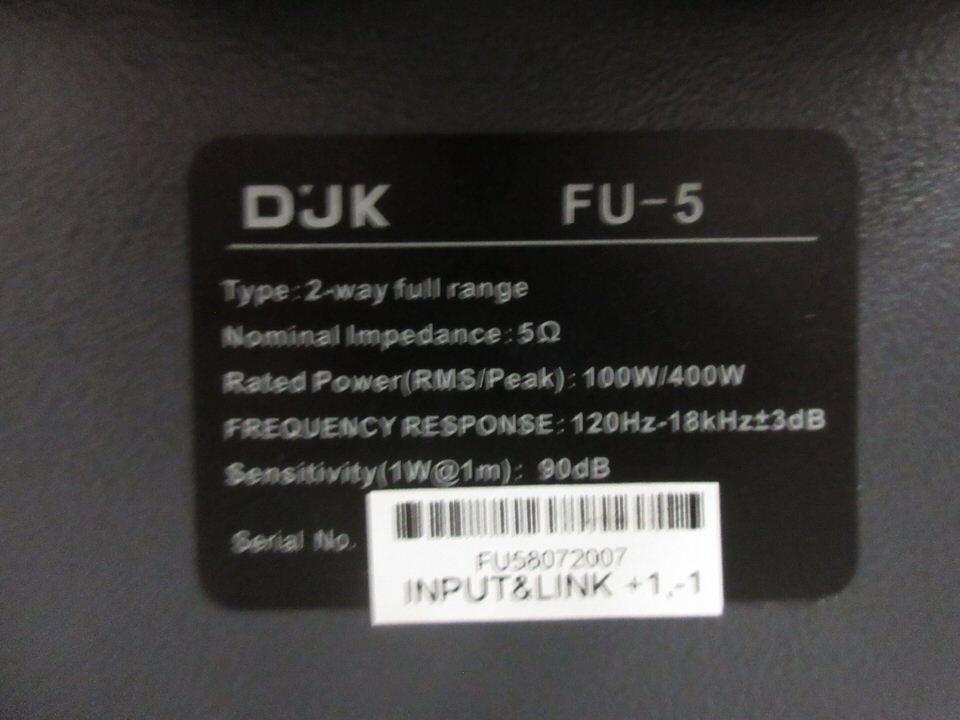 DJK FU-5
Type: 2-way full range
Nominal Impedance: 5Ω
Rated Power(RMS/Peak): 100W/400W
FREQUENCY RESPONSE: 120Hz-18kHz±3dB
Sensitivity(1W@1m): 90dB
Serial No.
FU58072007
INPUT&LINK +1,-1